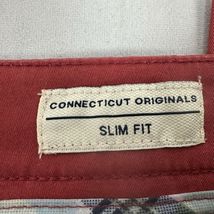 CONNECTICUT ORIGINALS
SLIM FIT